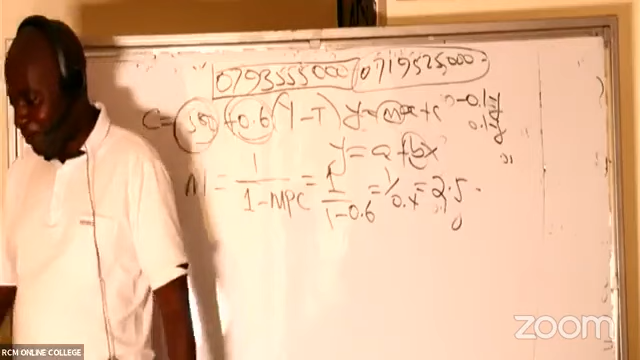 0793555000 0719525000
C = 500 + 0.6 (Y - T) y = mx + c
y = a + bx
M = 1/1-MPC = 1/1-0.6 = 1/0.4 = 2.5
zoom
RCM ONLINE COLLEGE